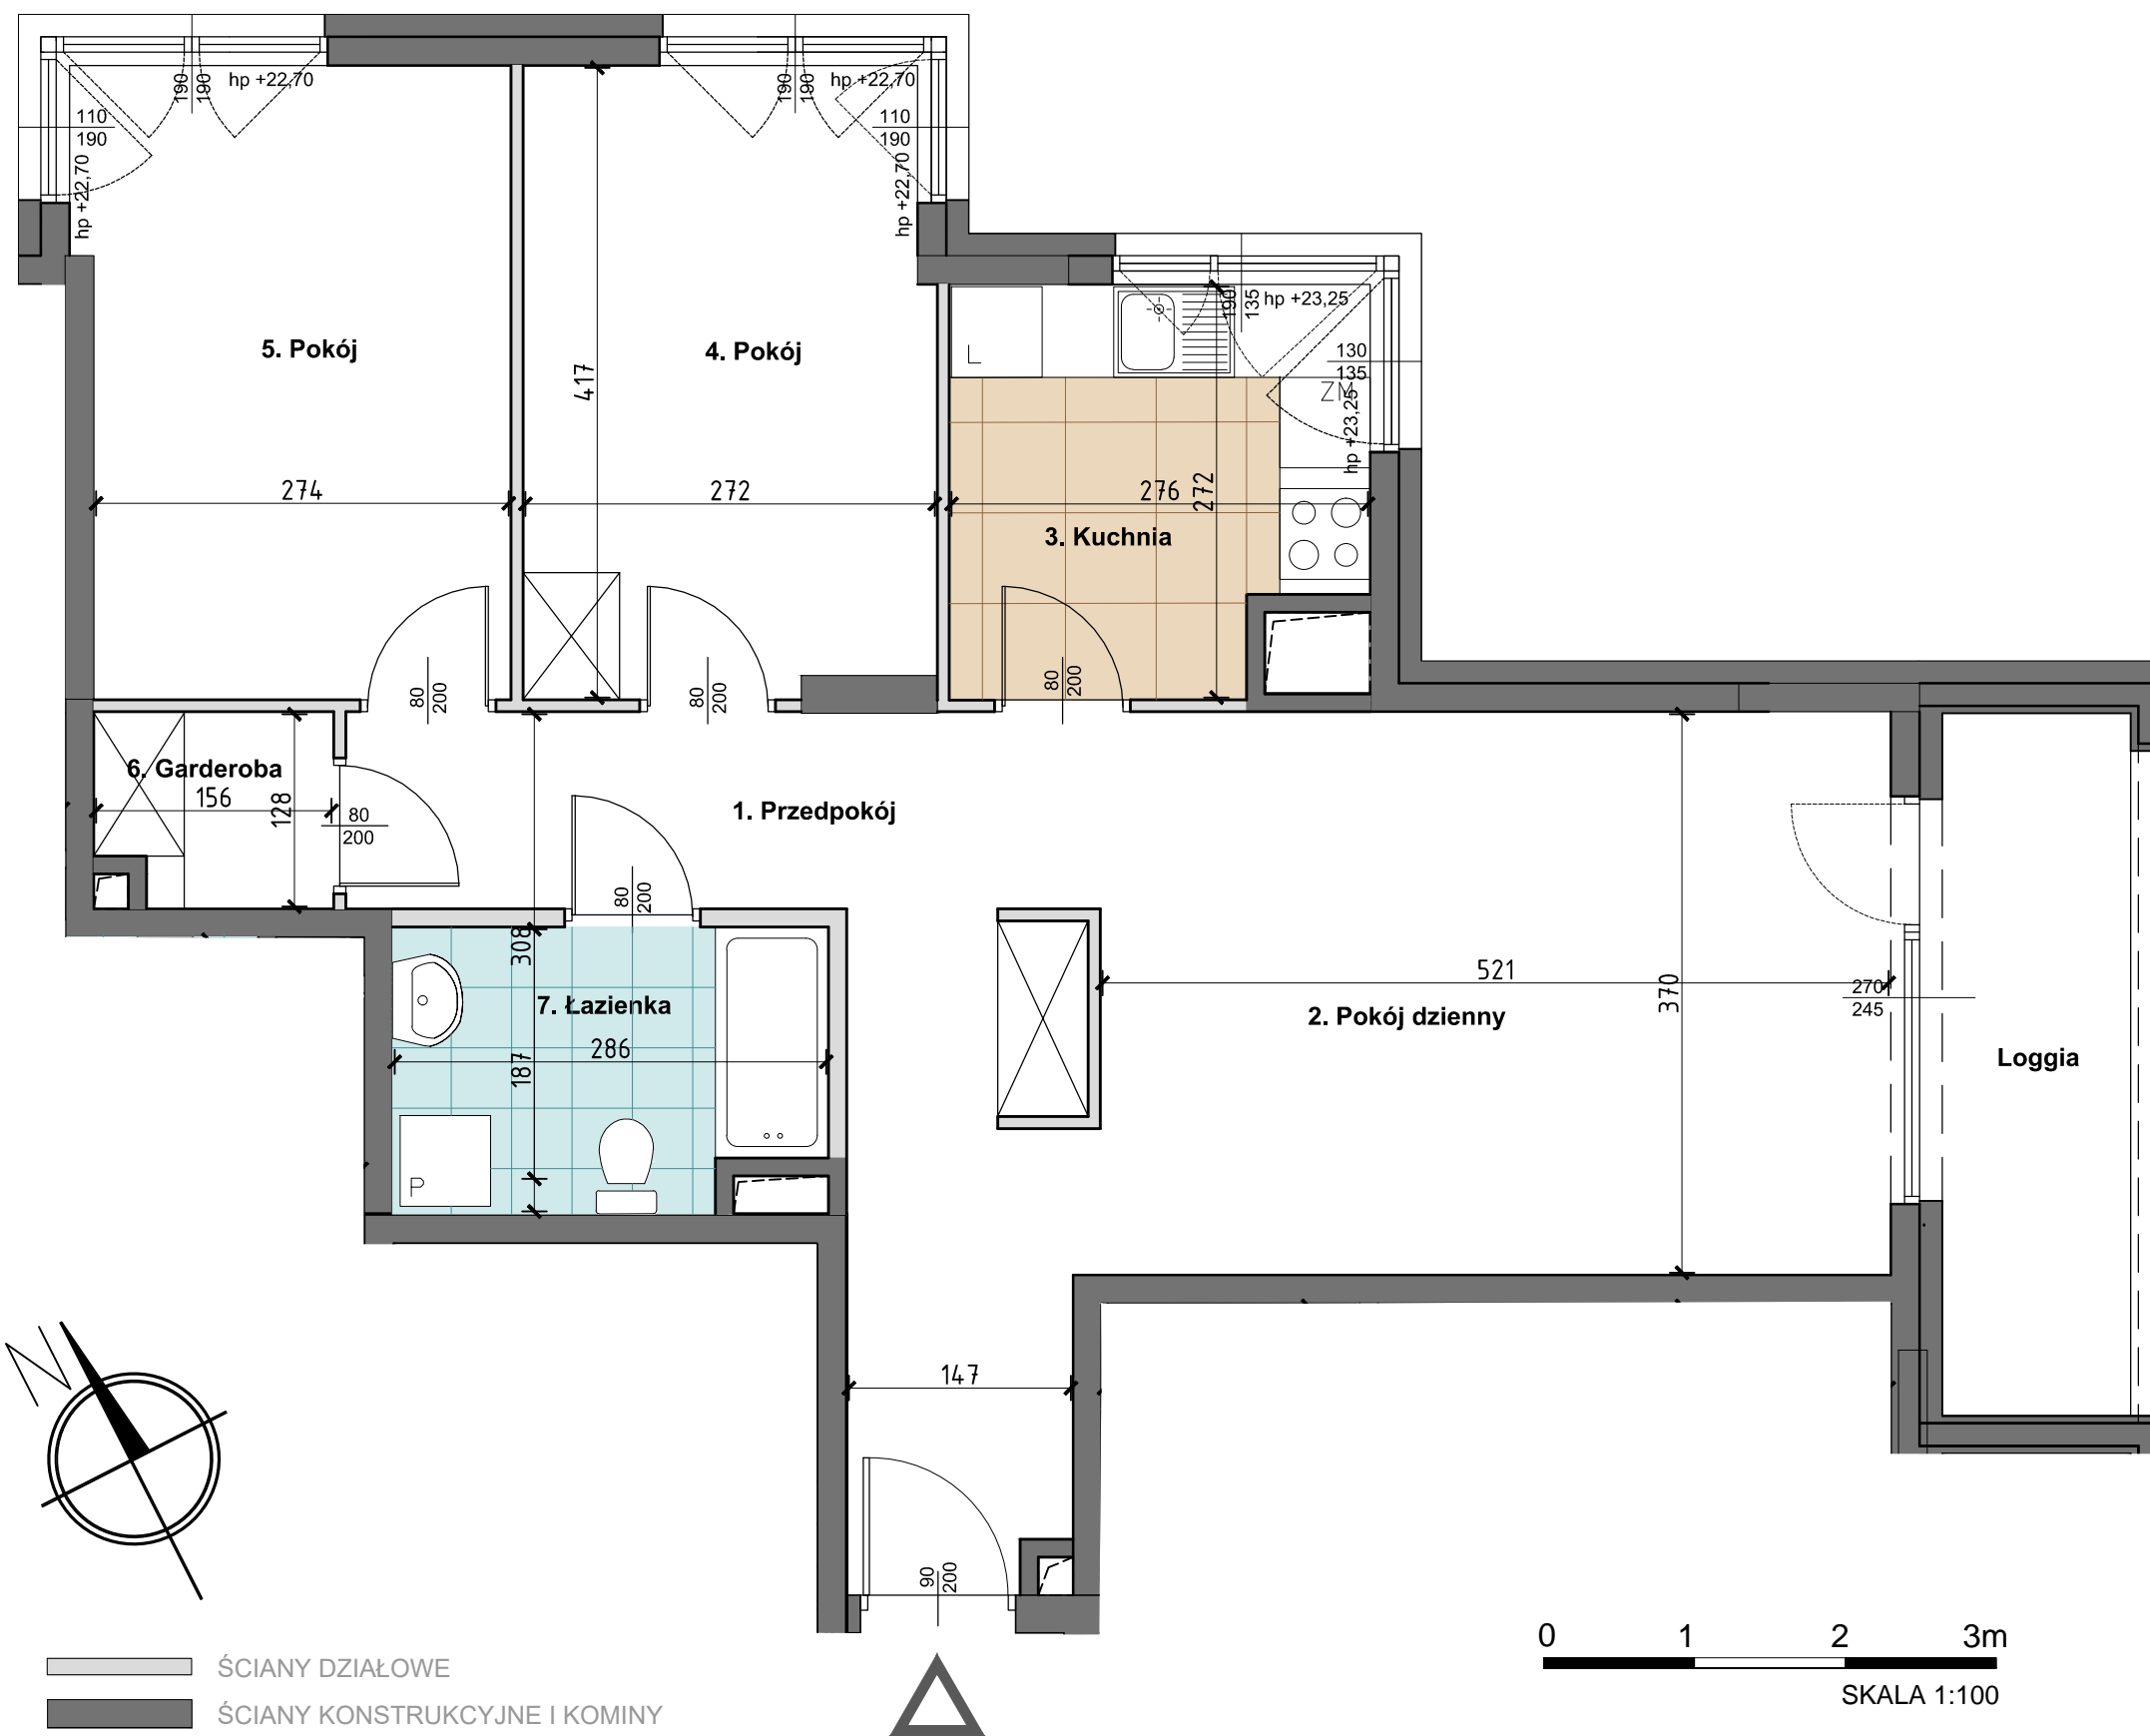 190
190
hp +22,70
190
190
hp +22,70
110
190
hp +22,70
110
190
hp +22,70
190
135
hp +23,25
130
135
hp +23,25
ZM
L
5. Pokój
4. Pokój
417
274
272
276
272
3. Kuchnia
80
200
80
200
80
200
6. Garderoba
156
128
80
200
1. Przedpokój
80
200
308
7. Łazienka
286
187
P
521
370
2. Pokój dzienny
270
245
Loggia
147
90
200
N
0 1 2 3m
SKALA 1:100
ŚCIANY DZIAŁOWE
ŚCIANY KONSTRUKCYJNE I KOMINY